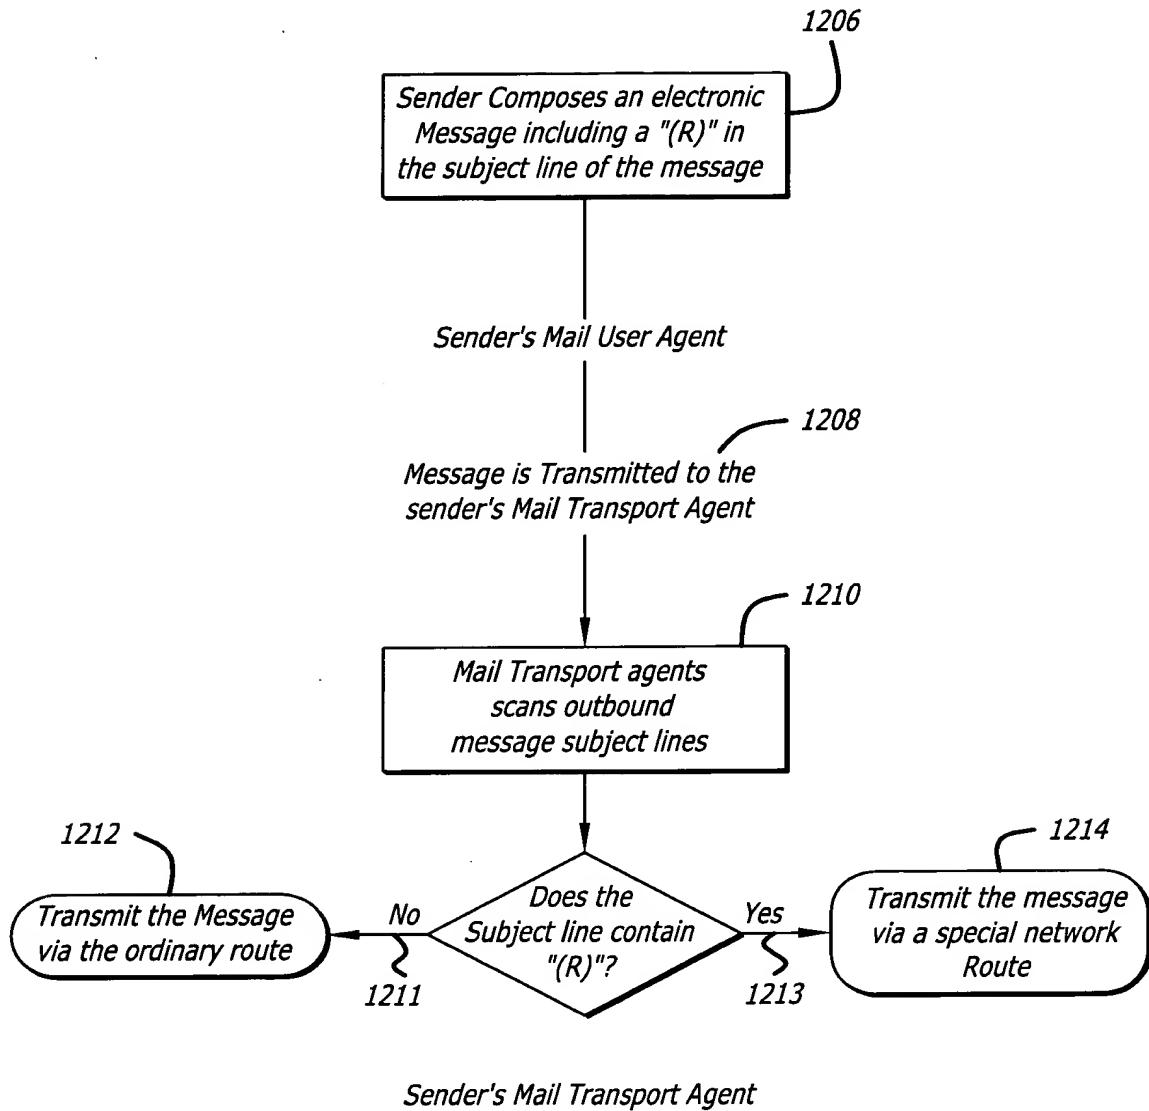 1206
Sender Composes an electronic
Message including a "(R)" in
the subject line of the message
Sender's Mail User Agent
1208
Message is Transmitted to the
sender's Mail Transport Agent
1210
Mail Transport agents
scans outbound
message subject lines
1212
1214
Transmit the Message
via the ordinary route
No
1211
Does the
Subject line contain
"(R)"?
Yes
1213
Transmit the message
via a special network
Route
Sender's Mail Transport Agent